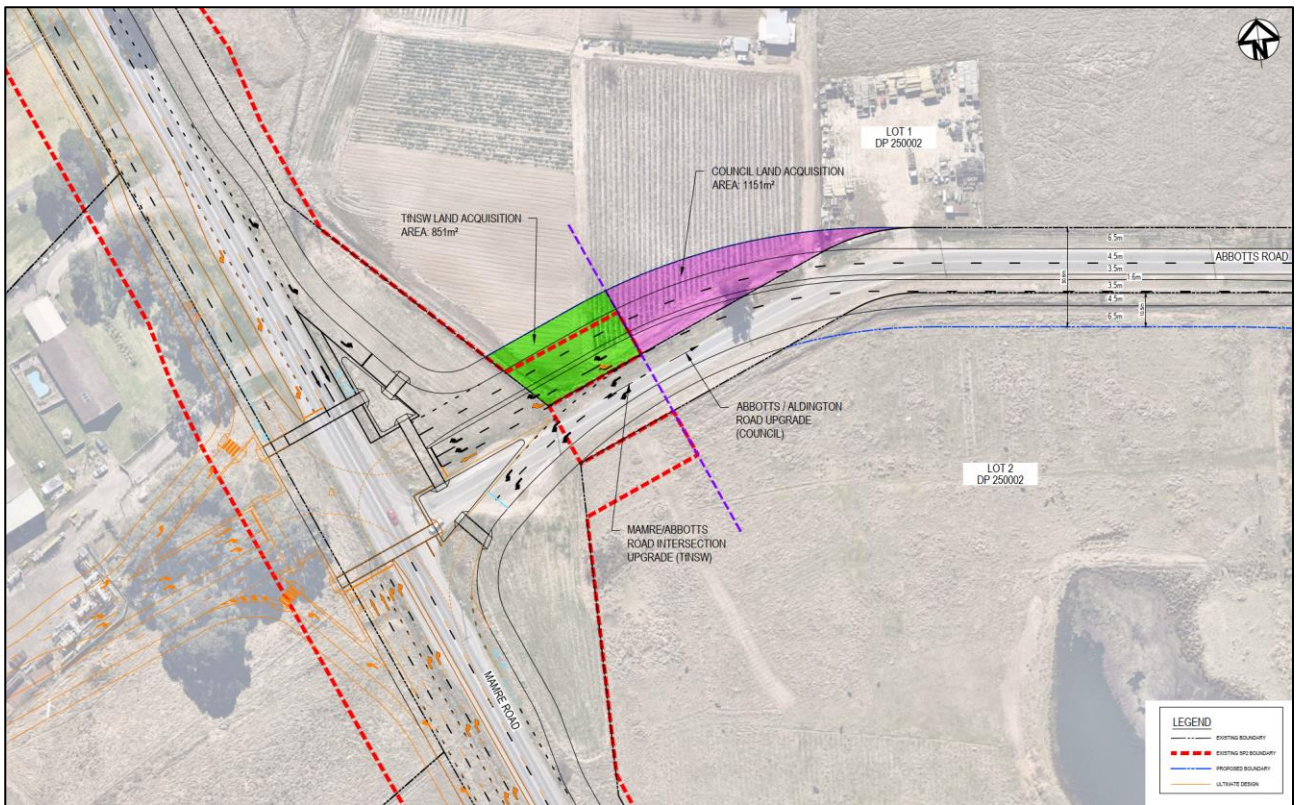 N
LOT 1
DP 250002
COUNCIL LAND ACQUISITION
AREA: 1151m²
TfNSW LAND ACQUISITION
AREA: 851m²
6.5m
4.5m
ABBOTTS ROAD
3.5m
1.6m
3.5m
4.5m
6.5m
ABBOTTS / ALDINGTON
ROAD UPGRADE
(COUNCIL)
LOT 2
DP 250002
MAMRE/ABBOTTS
ROAD INTERSECTION
UPGRADE (TfNSW)
MAMRE ROAD
LEGEND
EXISTING BOUNDARY
EXISTING SP2 BOUNDARY
PROPOSED BOUNDARY
ULTIMATE DESIGN